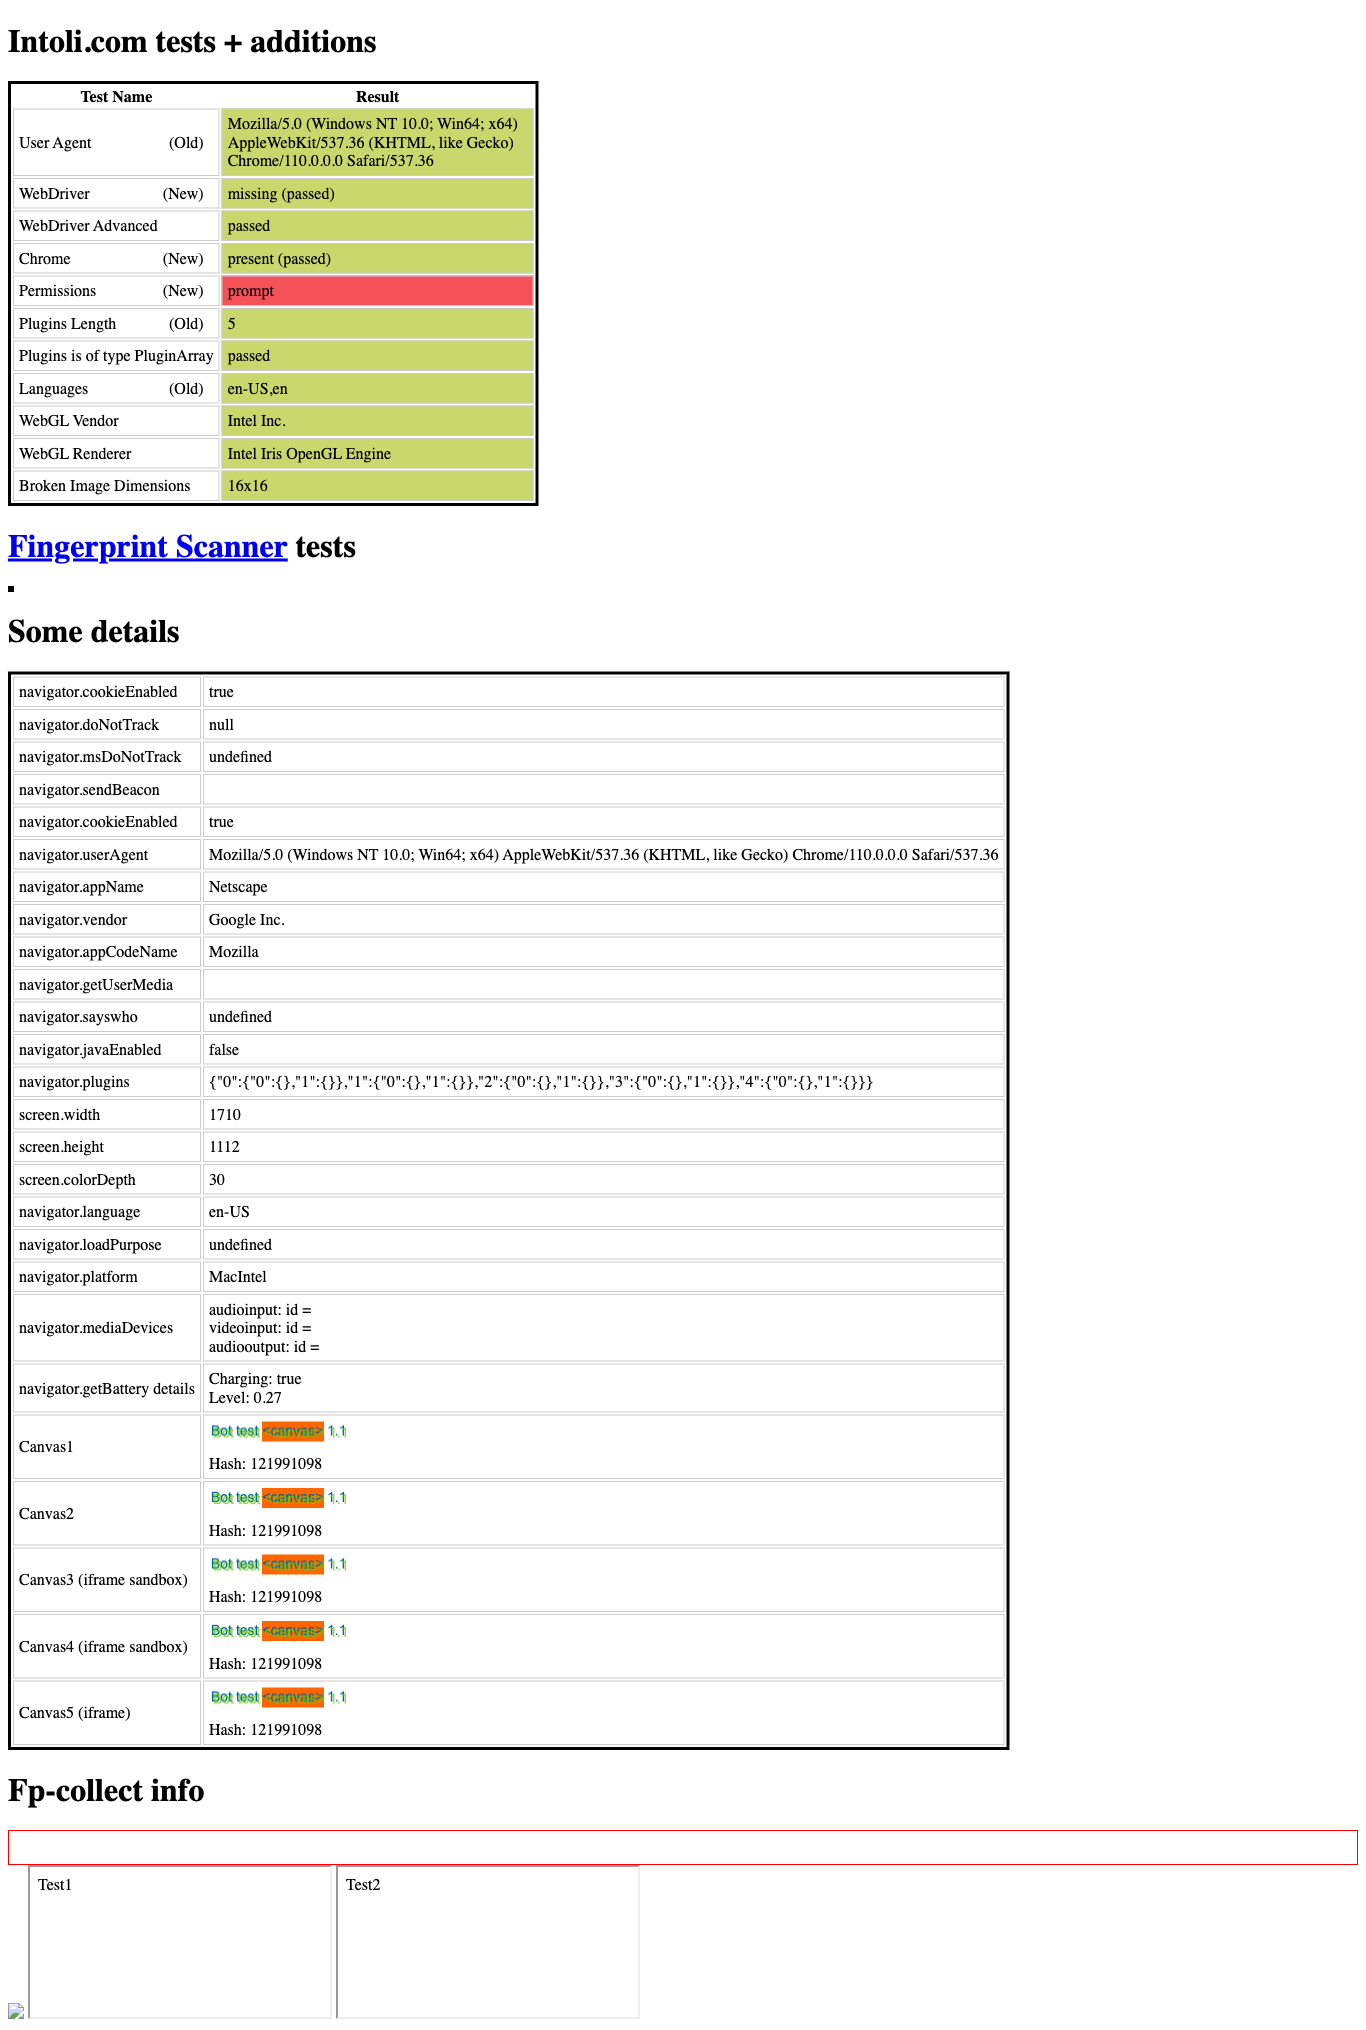 Intoli.com tests + additions
Test Name Result
User Agent (Old) Mozilla/5.0 (Windows NT 10.0; Win64; x64)
AppleWebKit/537.36 (KHTML, like Gecko)
Chrome/110.0.0.0 Safari/537.36
WebDriver (New) missing (passed)
WebDriver Advanced passed
Chrome (New) present (passed)
Permissions (New) prompt
Plugins Length (Old) 5
Plugins is of type PluginArray passed
Languages (Old) en-US,en
WebGL Vendor Intel Inc.
WebGL Renderer Intel Iris OpenGL Engine
Broken Image Dimensions 16x16
Fingerprint Scanner tests
Some details
navigator.cookieEnabled true
navigator.doNotTrack null
navigator.msDoNotTrack undefined
navigator.sendBeacon
navigator.cookieEnabled true
navigator.userAgent Mozilla/5.0 (Windows NT 10.0; Win64; x64) AppleWebKit/537.36 (KHTML, like Gecko) Chrome/110.0.0.0 Safari/537.36
navigator.appName Netscape
navigator.vendor Google Inc.
navigator.appCodeName Mozilla
navigator.getUserMedia
navigator.sayswho undefined
navigator.javaEnabled false
navigator.plugins {"0":{"0":{},"1":{}},"1":{"0":{},"1":{}},"2":{"0":{},"1":{}},"3":{"0":{},"1":{}},"4":{"0":{},"1":{}}}
screen.width 1710
screen.height 1112
screen.colorDepth 30
navigator.language en-US
navigator.loadPurpose undefined
navigator.platform MacIntel
navigator.mediaDevices audioinput: id =
videoinput: id =
audiooutput: id =
navigator.getBattery details Charging: true
Level: 0.27
Canvas1 Bot test <canvas> 1.1
Hash: 121991098
Canvas2 Bot test <canvas> 1.1
Hash: 121991098
Canvas3 (iframe sandbox) Bot test <canvas> 1.1
Hash: 121991098
Canvas4 (iframe sandbox) Bot test <canvas> 1.1
Hash: 121991098
Canvas5 (iframe) Bot test <canvas> 1.1
Hash: 121991098
Fp-collect info
Test1 Test2